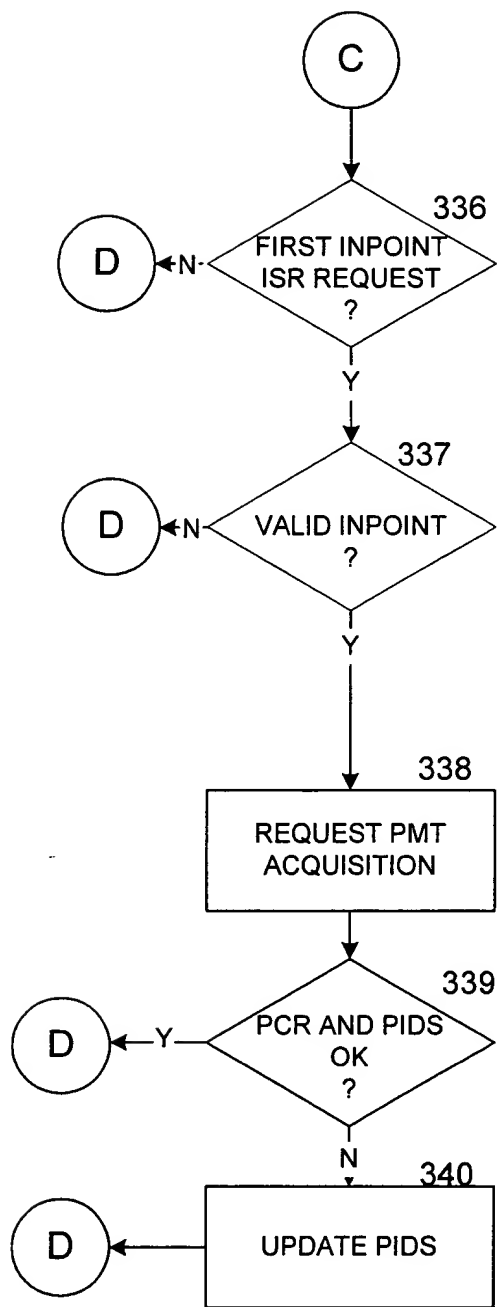 C
336
FIRST INPOINT
ISR REQUEST
?
D
N
Y
337
VALID INPOINT
?
D
N
Y
338
REQUEST PMT
ACQUISITION
339
PCR AND PIDS
OK
?
D
Y
N
340
UPDATE PIDS
D